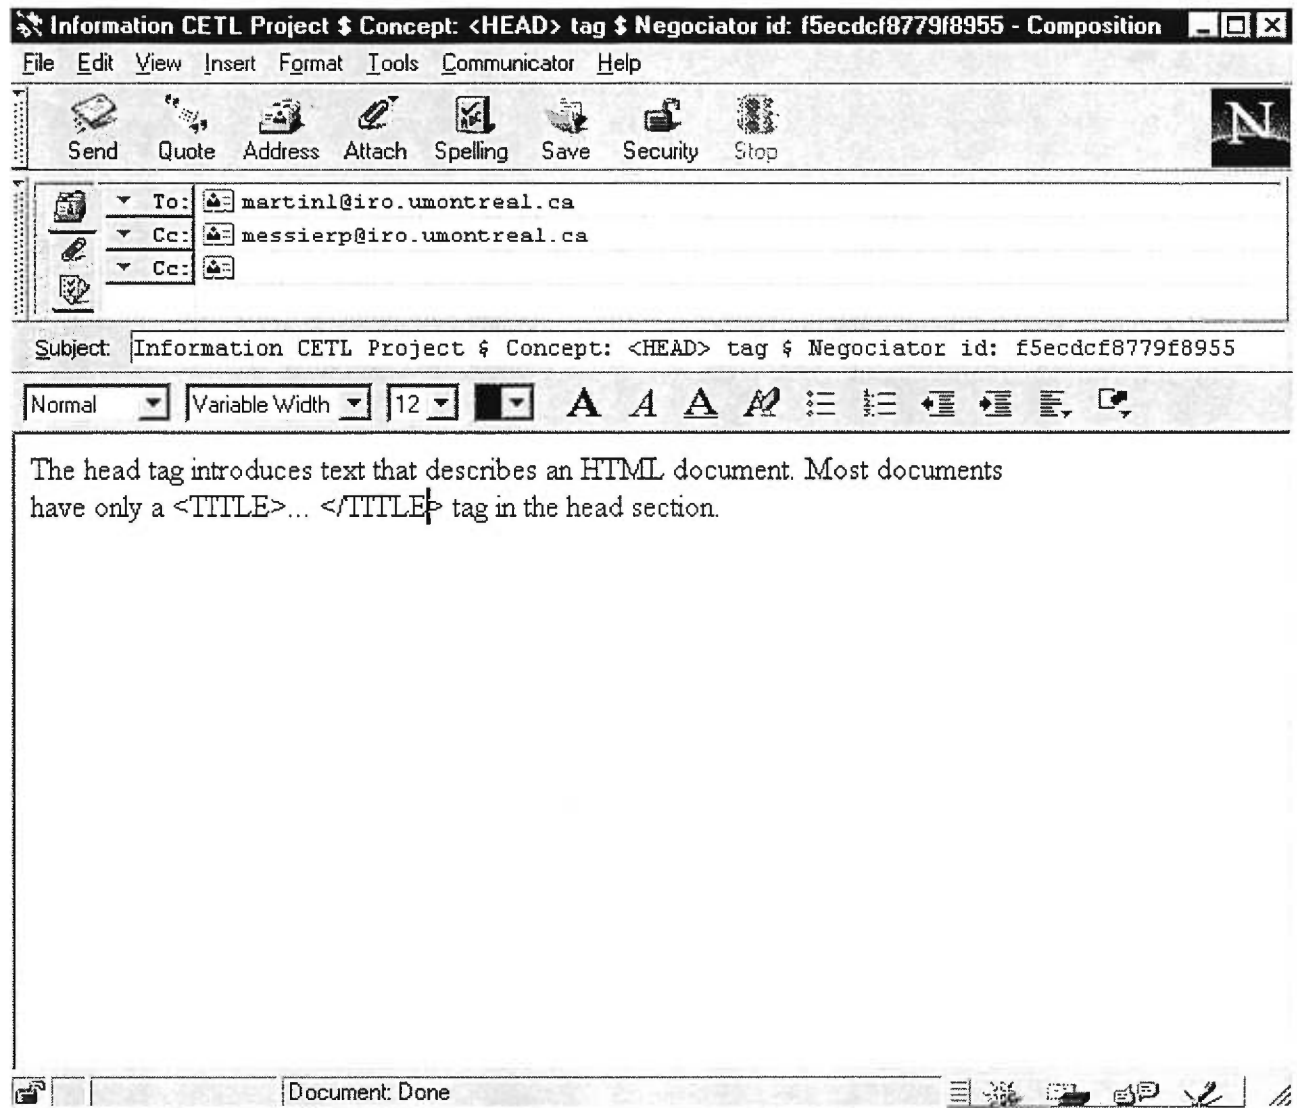 Information CETL Project $ Concept: <HEAD> tag $ Negociator id: f5ecdcf8779f8955 - Composition
File Edit View Insert Format Tools Communicator Help
N
Send Quote Address Attach Spelling Save Security Stop
To: martinl@iro.umontreal.ca
Cc: messierp@iro.umontreal.ca
Cc:
Subject: Information CETL Project $ Concept: <HEAD> tag $ Negociator id: f5ecdcf8779f8955
Normal Variable Width 12 A A A
The head tag introduces text that describes an HTML document. Most documents
have only a <TITLE>... </TITLE> tag in the head section.
Document: Done